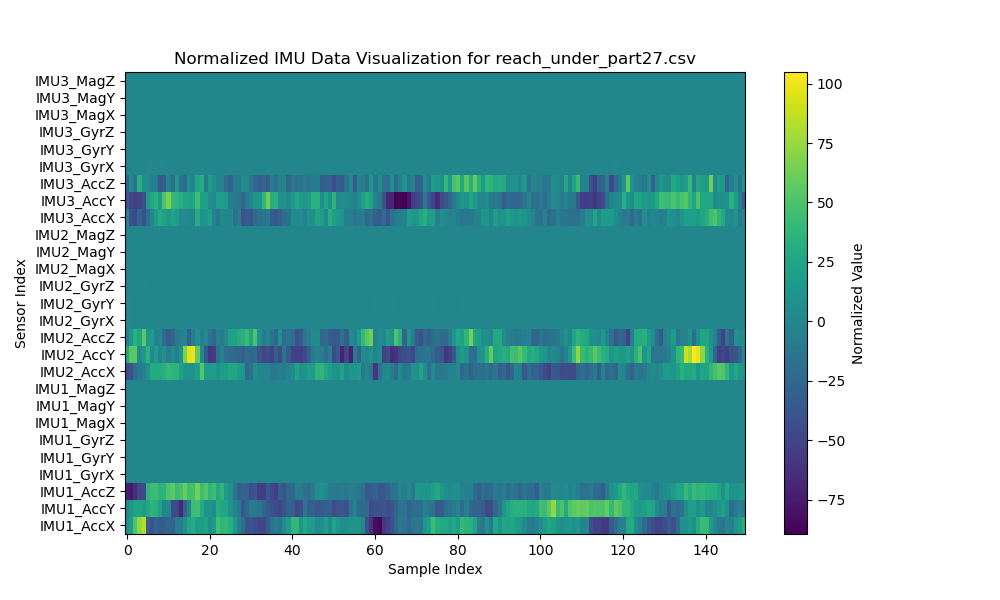 Normalized IMU Data Visualization for reach_under_part27.csv
IMU3_MagZ
IMU3_MagY
IMU3_MagX
IMU3_GyrZ
IMU3_GyrY
IMU3_GyrX
IMU3_AccZ
IMU3_AccY
IMU3_AccX
IMU2_MagZ
IMU2_MagY
IMU2_MagX
IMU2_GyrZ
IMU2_GyrY
IMU2_GyrX
IMU2_AccZ
IMU2_AccY
IMU2_AccX
IMU1_MagZ
IMU1_MagY
IMU1_MagX
IMU1_GyrZ
IMU1_GyrY
IMU1_GyrX
IMU1_AccZ
IMU1_AccY
IMU1_AccX
Sensor Index
0 20 40 60 80 100 120 140
Sample Index
100
75
50
25
0
−25
−50
−75
Normalized Value